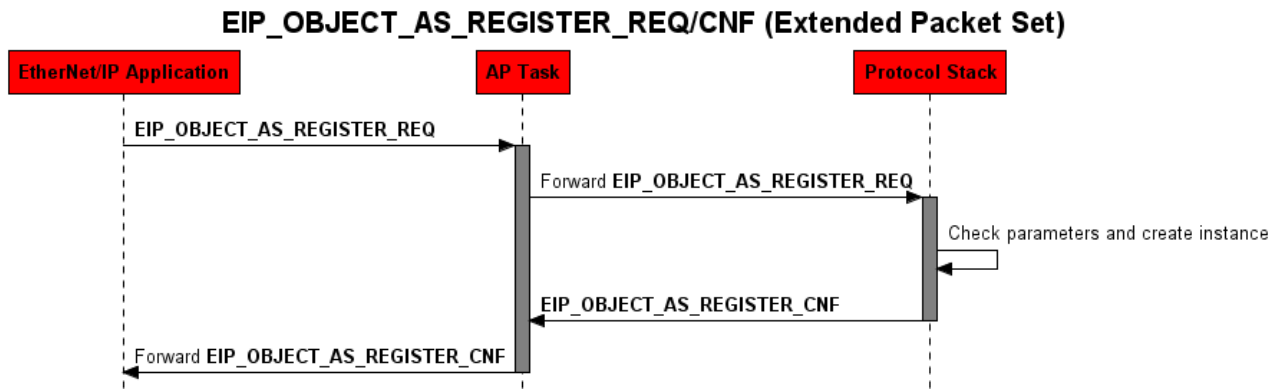 EIP_OBJECT_AS_REGISTER_REQ/CNF (Extended Packet Set)
EtherNet/IP Application
AP Task
Protocol Stack
EIP_OBJECT_AS_REGISTER_REQ
Forward EIP_OBJECT_AS_REGISTER_REQ
Check parameters and create instance
EIP_OBJECT_AS_REGISTER_CNF
Forward EIP_OBJECT_AS_REGISTER_CNF